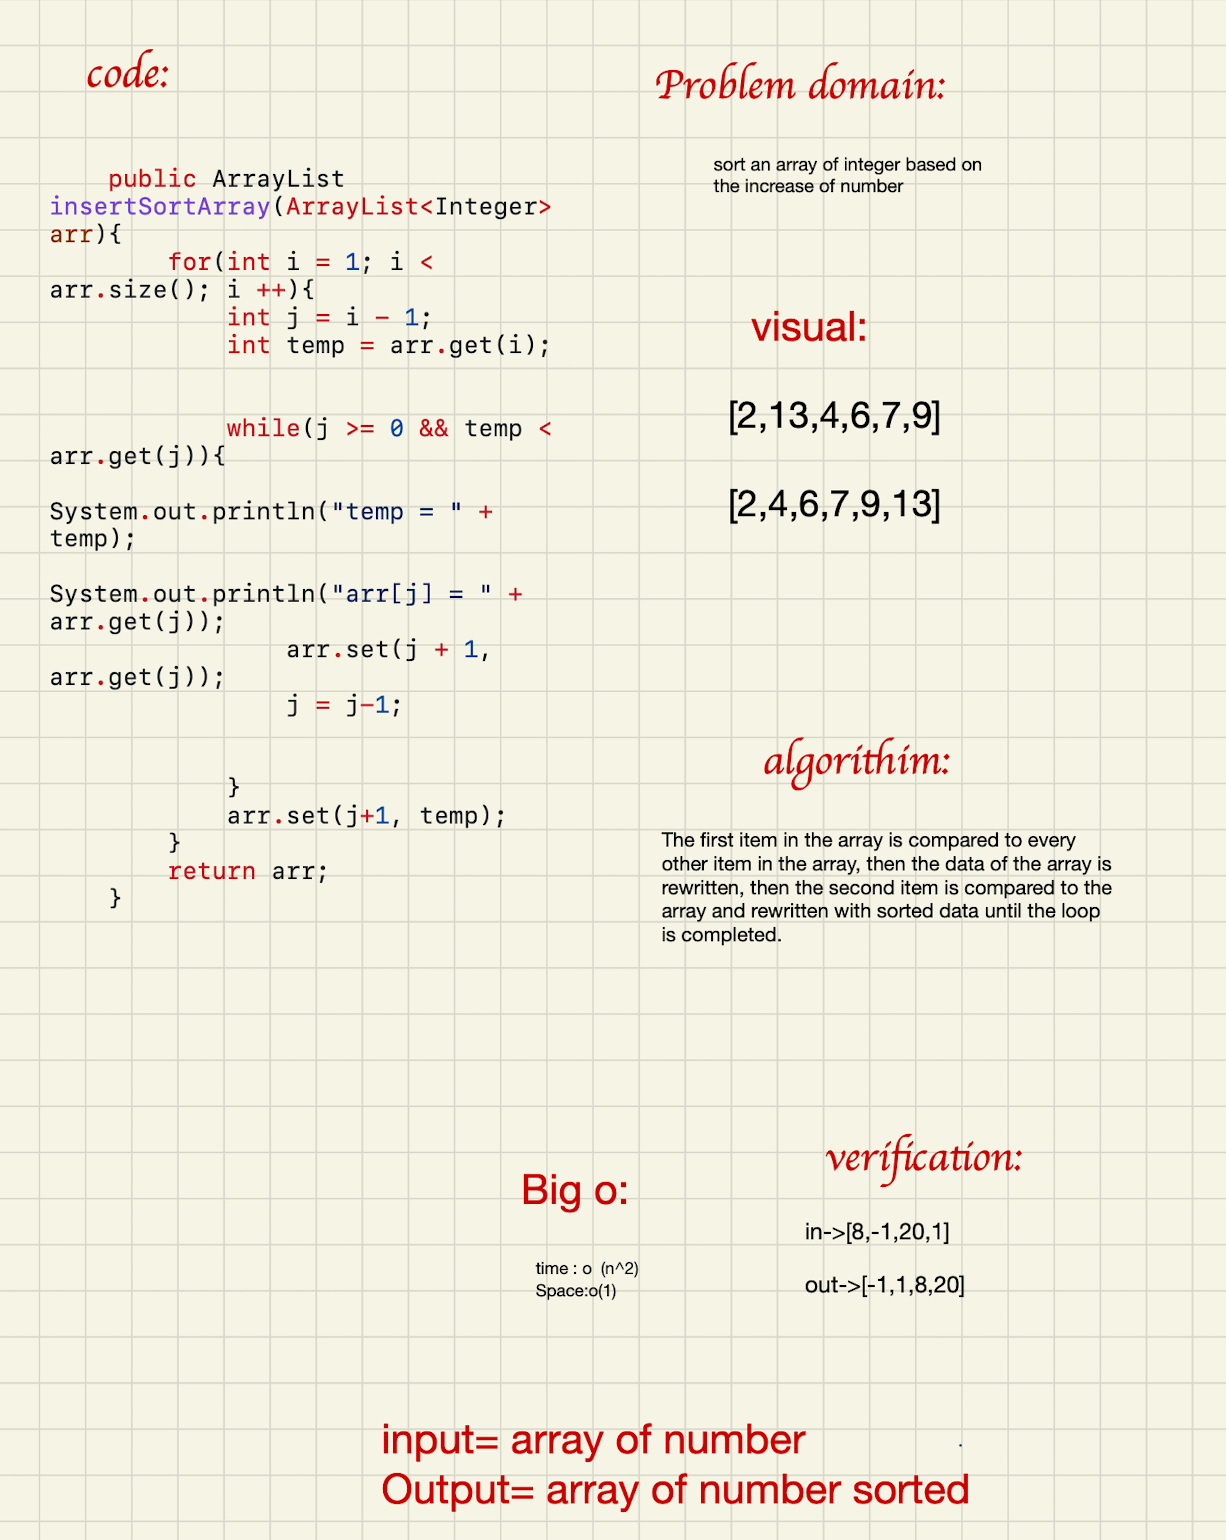 code:
public ArrayList
insertSortArray(ArrayList<Integer>
arr){
for(int i = 1; i <
arr.size(); i ++){
int j = i - 1;
int temp = arr.get(i);
while(j >= 0 && temp <
arr.get(j)){
System.out.println("temp = " +
temp);
System.out.println("arr[j] = " +
arr.get(j));
arr.set(j + 1,
arr.get(j));
j = j-1;
}
arr.set(j+1, temp);
}
return arr;
}
Problem domain:
sort an array of integer based on
the increase of number
visual:
[2,13,4,6,7,9]
[2,4,6,7,9,13]
algorithim:
The first item in the array is compared to every
other item in the array, then the data of the array is
rewritten, then the second item is compared to the
array and rewritten with sorted data until the loop
is completed.
Big o:
time : o (n^2)
Space:o(1)
verification:
in->[8,-1,20,1]
out->[-1,1,8,20]
input= array of number
Output= array of number sorted